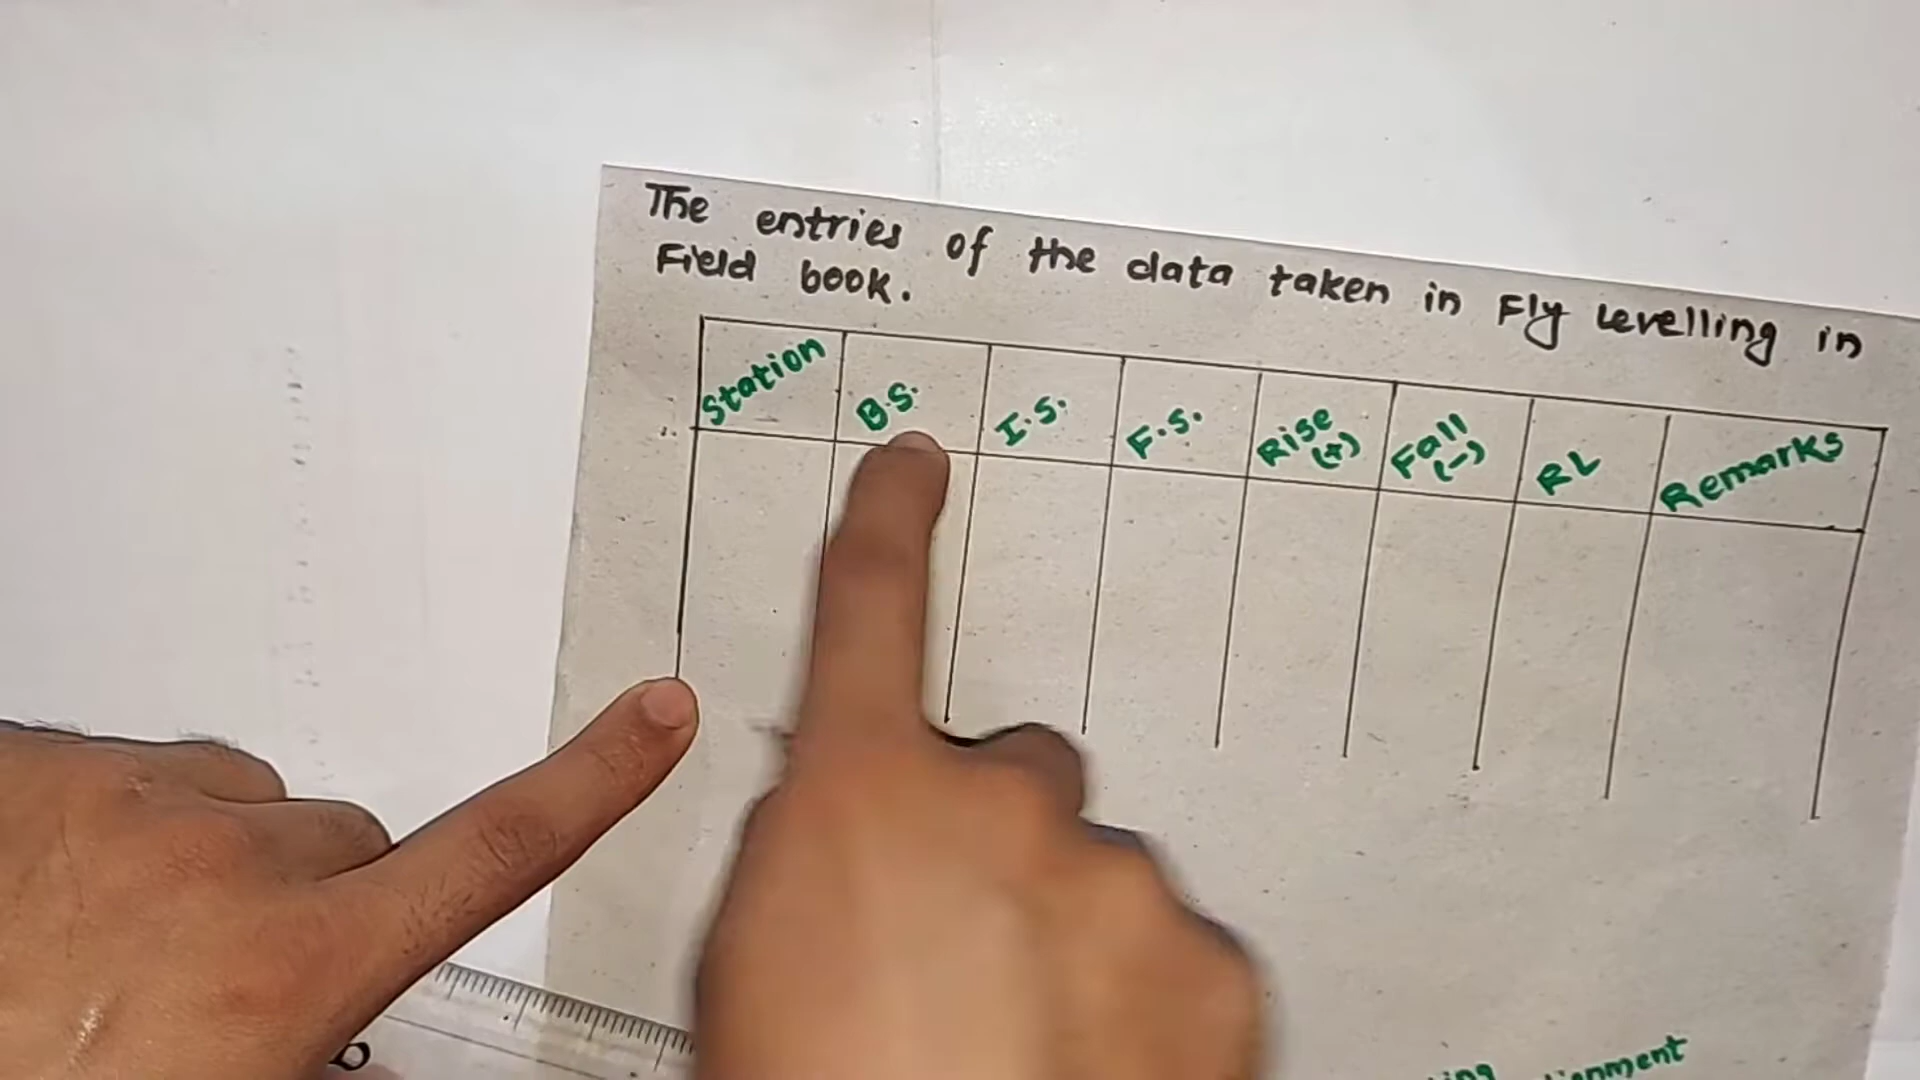 The entries of the data taken in Fly levelling in
Field book.
Station B.S. I.S. F.S. Rise (+) Fall (-) RL Remarks